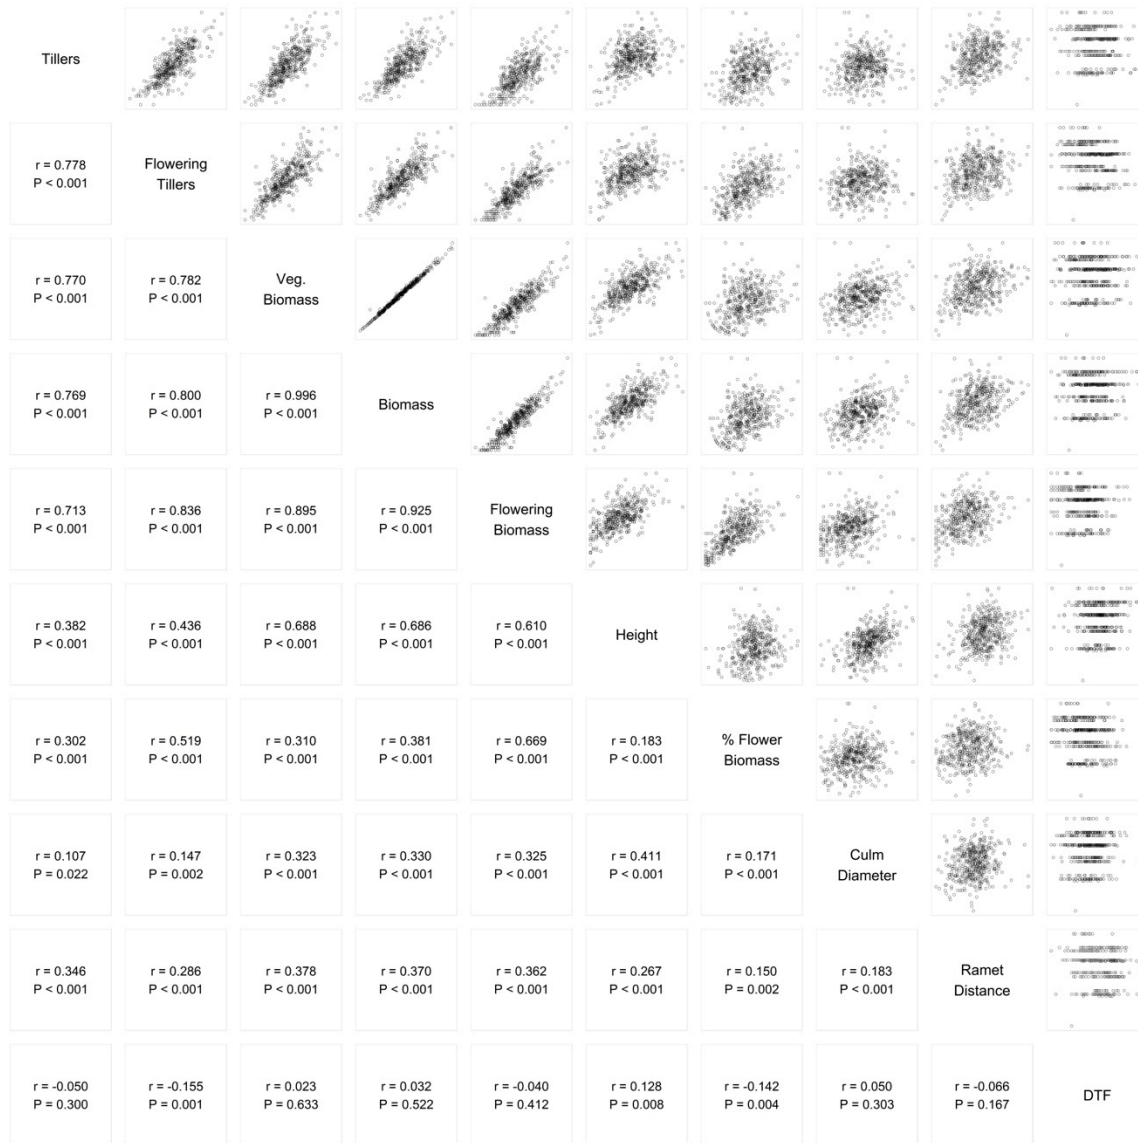 Tillers
r = 0.778
P < 0.001
Flowering
Tillers
r = 0.770
P < 0.001
r = 0.782
P < 0.001
Veg.
Biomass
r = 0.769
P < 0.001
r = 0.800
P < 0.001
r = 0.996
P < 0.001
Biomass
r = 0.713
P < 0.001
r = 0.836
P < 0.001
r = 0.895
P < 0.001
r = 0.925
P < 0.001
Flowering
Biomass
r = 0.382
P < 0.001
r = 0.436
P < 0.001
r = 0.688
P < 0.001
r = 0.686
P < 0.001
r = 0.610
P < 0.001
Height
r = 0.302
P < 0.001
r = 0.519
P < 0.001
r = 0.310
P < 0.001
r = 0.381
P < 0.001
r = 0.669
P < 0.001
r = 0.183
P < 0.001
% Flower
Biomass
r = 0.107
P = 0.022
r = 0.147
P = 0.002
r = 0.323
P < 0.001
r = 0.330
P < 0.001
r = 0.325
P < 0.001
r = 0.411
P < 0.001
r = 0.171
P < 0.001
Culm
Diameter
r = 0.346
P < 0.001
r = 0.286
P < 0.001
r = 0.378
P < 0.001
r = 0.370
P < 0.001
r = 0.362
P < 0.001
r = 0.267
P < 0.001
r = 0.150
P = 0.002
r = 0.183
P < 0.001
Ramet
Distance
r = -0.050
P = 0.300
r = -0.155
P = 0.001
r = 0.023
P = 0.633
r = 0.032
P = 0.522
r = -0.040
P = 0.412
r = 0.128
P = 0.008
r = -0.142
P = 0.004
r = 0.050
P = 0.303
r = -0.066
P = 0.167
DTF